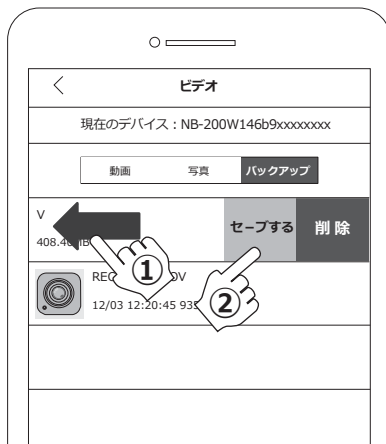 ビデオ
現在のデバイス：NB-200W146b9xxxxxxxx
動画 写真 バックアップ
V
408.40MB
セーブする 削除
①
REC OV
②
12/03 12:20:45 93